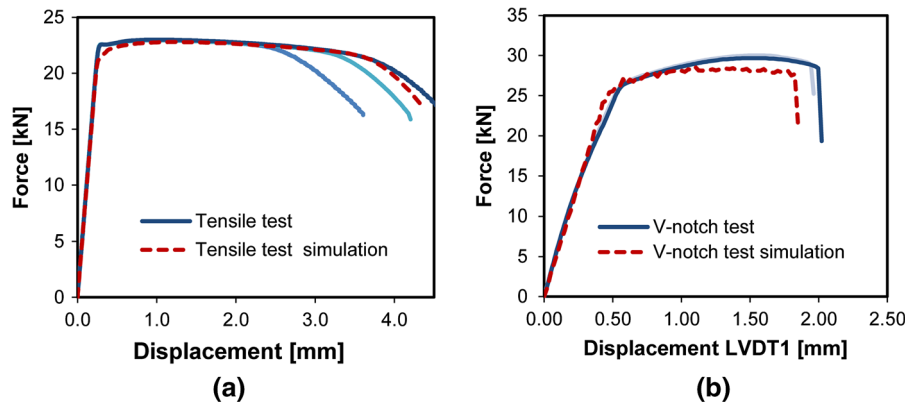 25
20
15
10
5
0
0.0 1.0 2.0 3.0 4.0
Force [kN]
Displacement [mm]
Tensile test
Tensile test simulation
(a)
35
30
25
20
15
10
5
0
0.00 0.50 1.00 1.50 2.00 2.50
Force [kN]
Displacement LVDT1 [mm]
V-notch test
V-notch test simulation
(b)